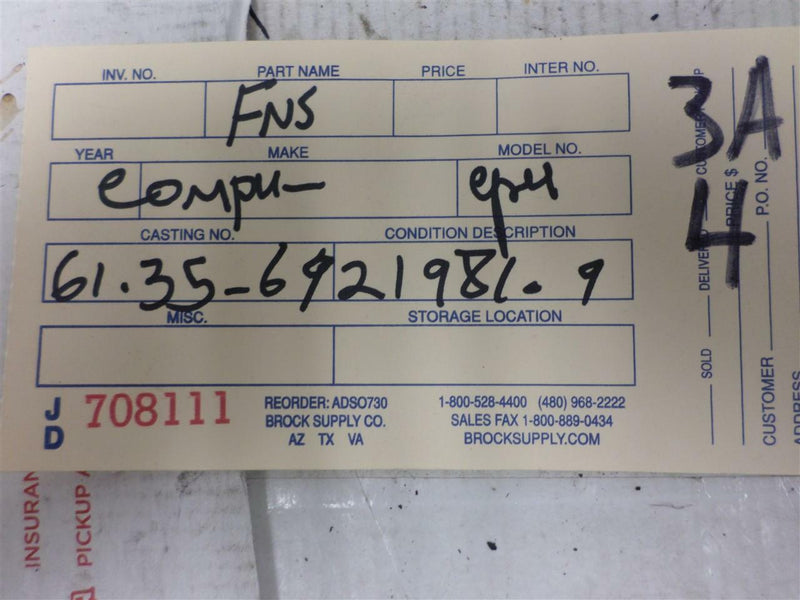 INV. NO. PART NAME PRICE INTER NO.
FNS
YEAR MAKE MODEL NO.
compu-
CASTING NO. CONDITION DESCRIPTION
61.35-6921981.9
MISC. STORAGE LOCATION
JD 708111
REORDER: ADSO730
BROCK SUPPLY CO.
AZ TX VA
1-800-528-4400 (480) 968-2222
SALES FAX 1-800-889-0434
BROCKSUPPLY.COM
3A
4
SOLD DELIVERED
PRICE $
CUSTOMER P.O. NO.
ADDRESS
INSURAN
PICKUP